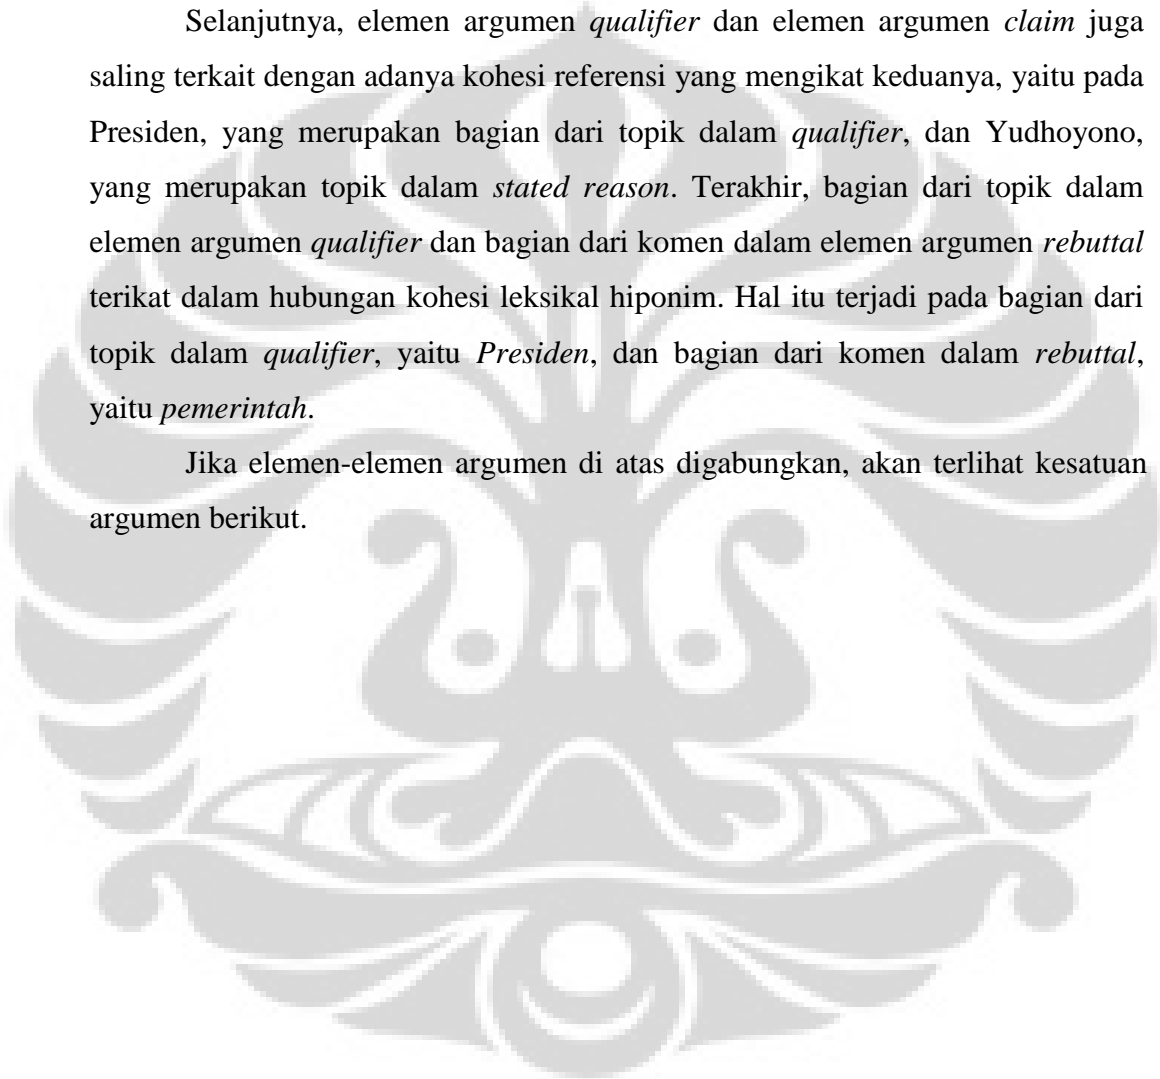 Selanjutnya, elemen argumen qualifier dan elemen argumen claim juga
saling terkait dengan adanya kohesi referensi yang mengikat keduanya, yaitu pada
Presiden, yang merupakan bagian dari topik dalam qualifier, dan Yudhoyono,
yang merupakan topik dalam stated reason. Terakhir, bagian dari topik dalam
elemen argumen qualifier dan bagian dari komen dalam elemen argumen rebuttal
terikat dalam hubungan kohesi leksikal hiponim. Hal itu terjadi pada bagian dari
topik dalam qualifier, yaitu Presiden, dan bagian dari komen dalam rebuttal,
yaitu pemerintah.
Jika elemen-elemen argumen di atas digabungkan, akan terlihat kesatuan
argumen berikut.